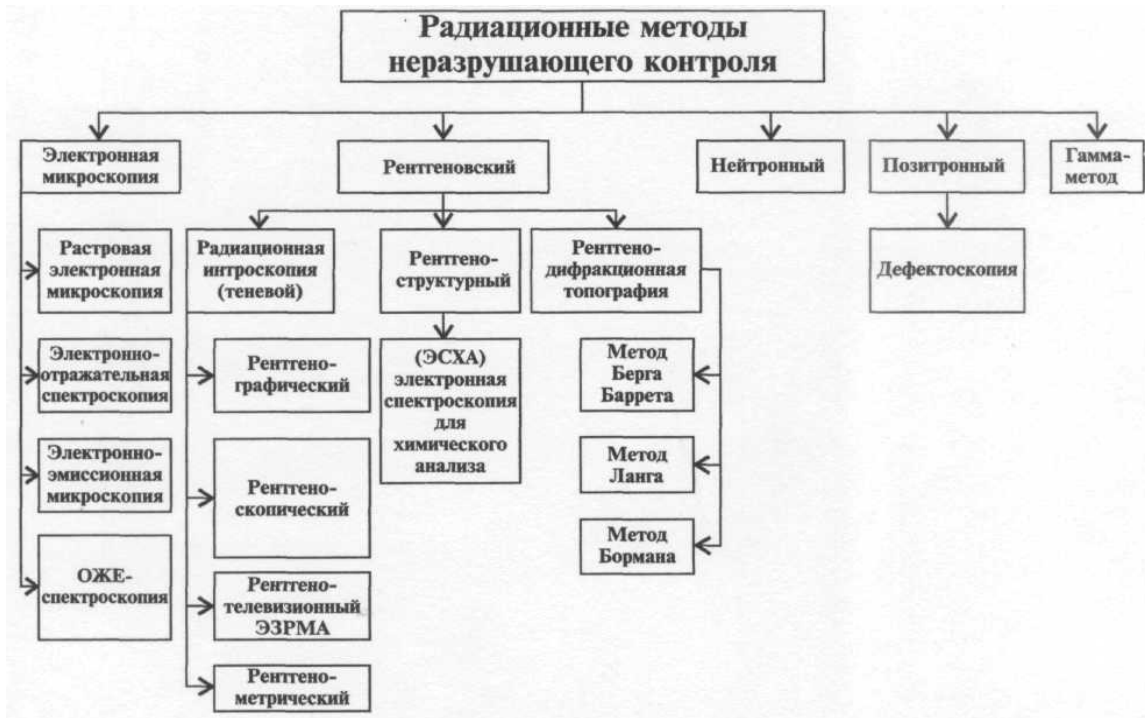 Радиационные методы
неразрушающего контроля
Электронная
микроскопия
Рентгеновский
Нейтронный
Позитронный
Гамма-
метод
Растровая
электронная
микроскопия
Радиационная
интроскопия
(теневой)
Рентгено-
структурный
Рентгено-
дифракционная
топография
Дефектоскопия
Электронно-
отражательная
спектроскопия
Рентгено-
графический
(ЭСХА)
электронная
спектроскопия
для
химического
анализа
Метод
Берга
Баррета
Электронно-
эмиссионная
микроскопия
Рентгено-
скопический
Метод
Ланга
Метод
Бормана
ОЖЕ-
спектроскопия
Рентгено-
телевизионный
ЭЗРМА
Рентгено-
метрический